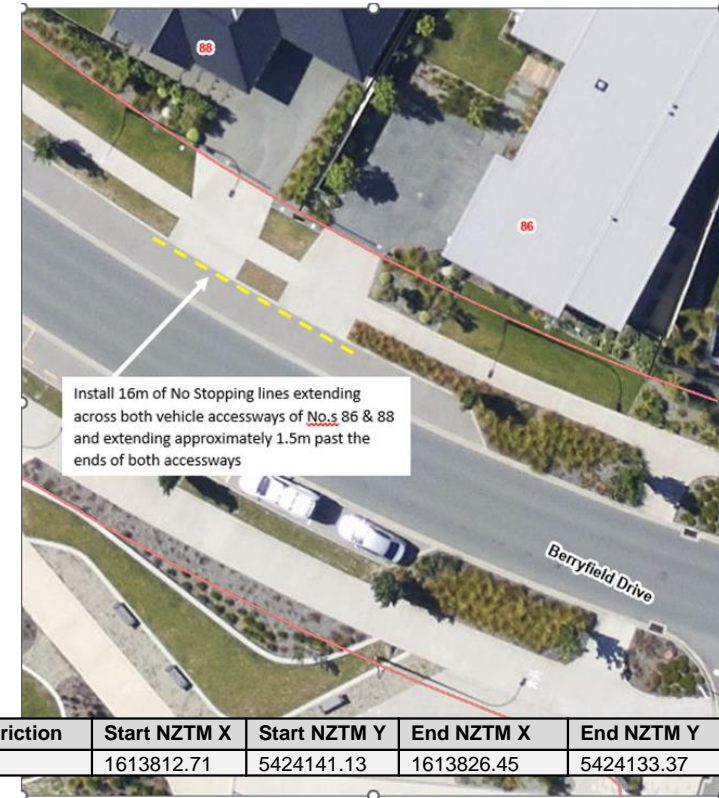 88
86
Install 16m of No Stopping lines extending
across both vehicle accessways of No.s 86 & 88
and extending approximately 1.5m past the
ends of both accessways
Berryfield Drive
riction Start NZTM X Start NZTM Y End NZTM X End NZTM Y
1613812.71 5424141.13 1613826.45 5424133.37